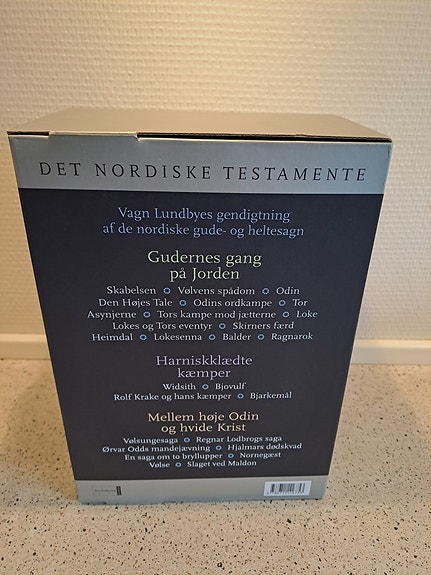 DET NORDISKE TESTAMENTE
Vagn Lundbyes gendigtning
af de nordiske gude- og heltesagn
Gudernes gang
på Jorden
Skabelsen ✪ Vølvens spådom ✪ Odin
Den Højes Tale ✪ Odins ordkampe ✪ Tor
Asynjerne ✪ Tors kampe mod jætterne ✪ Loke
Lokes og Tors eventyr ✪ Skirners færd
Heimdal ✪ Lokesenna ✪ Balder ✪ Ragnarok
Harniskklædte
kæmper
Widsith ✪ Bjovulf
Rolf Krake og hans kæmper ✪ Bjarkemål
Mellem høje Odin
og hvide Krist
Vølsungesaga ✪ Regnar Lodbrogs saga
Ørvar Odds mandejævning ✪ Hjalmars dødskvad
En saga om to bryllupper ✪ Nornegæst
Vølse ✪ Slaget ved Maldon